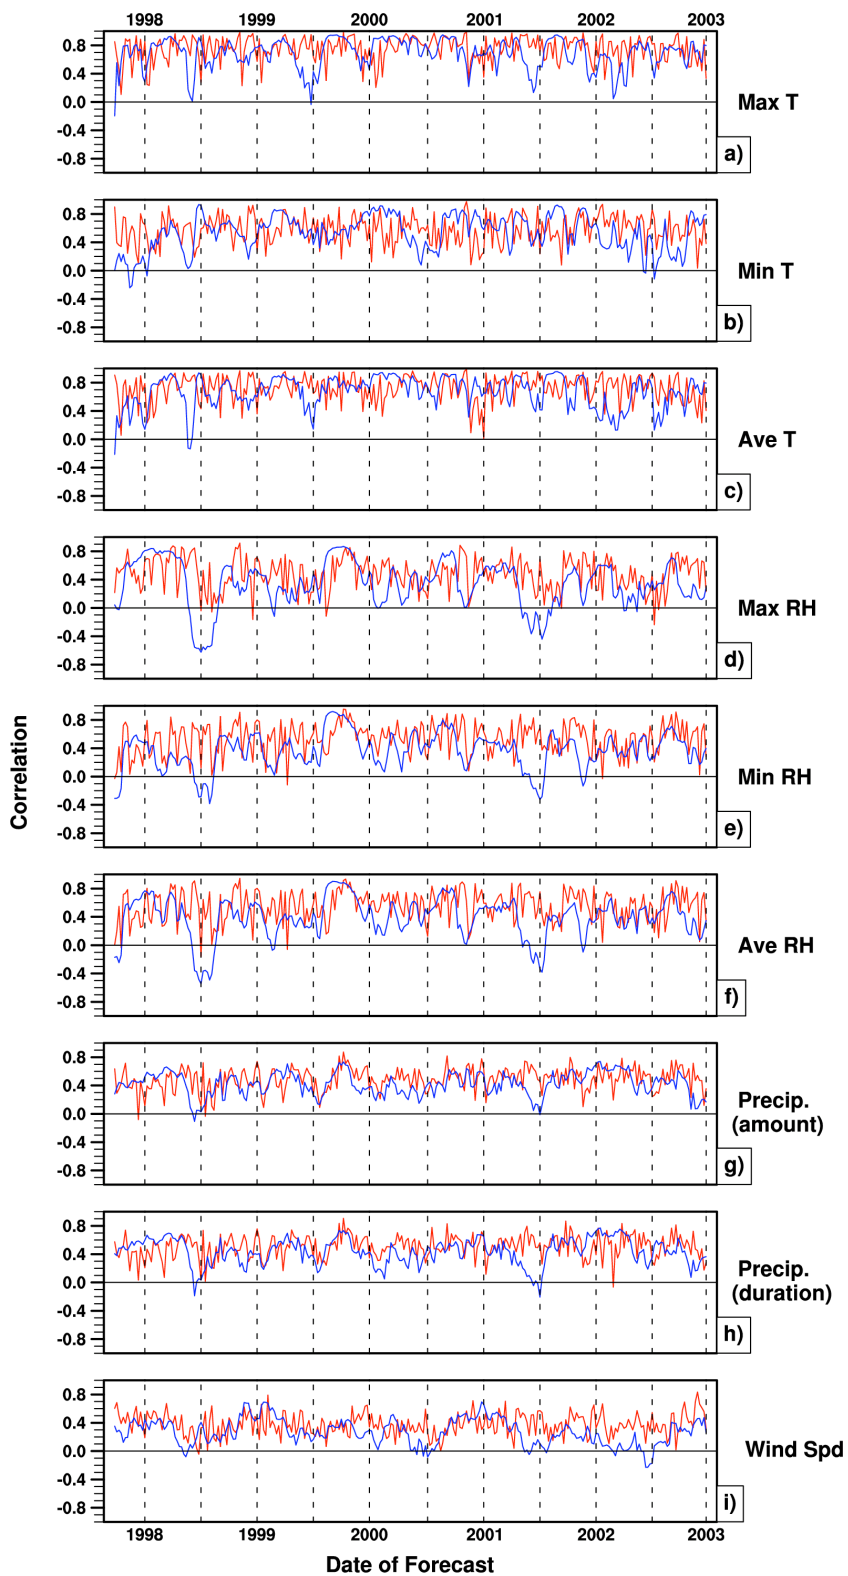 1998 1999 2000 2001 2002 2003
0.8
0.4
0.0
-0.4
-0.8
Max T
a)
0.8
0.4
0.0
-0.4
-0.8
Min T
b)
0.8
0.4
0.0
-0.4
-0.8
Ave T
c)
0.8
0.4
0.0
-0.4
-0.8
Max RH
d)
Correlation
0.8
0.4
0.0
-0.4
-0.8
Min RH
e)
0.8
0.4
0.0
-0.4
-0.8
Ave RH
f)
0.8
0.4
0.0
-0.4
-0.8
Precip.
(amount)
g)
0.8
0.4
0.0
-0.4
-0.8
Precip.
(duration)
h)
0.8
0.4
0.0
-0.4
-0.8
Wind Spd
i)
1998 1999 2000 2001 2002 2003
Date of Forecast